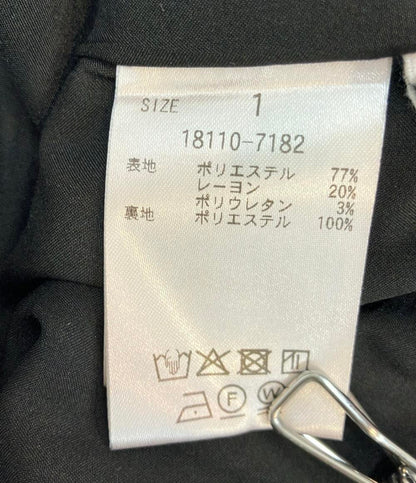 SIZE 1
18110-7182
表地 ポリエステル 77%
レーヨン 20%
ポリウレタン 3%
裏地 ポリエステル 100%
F W